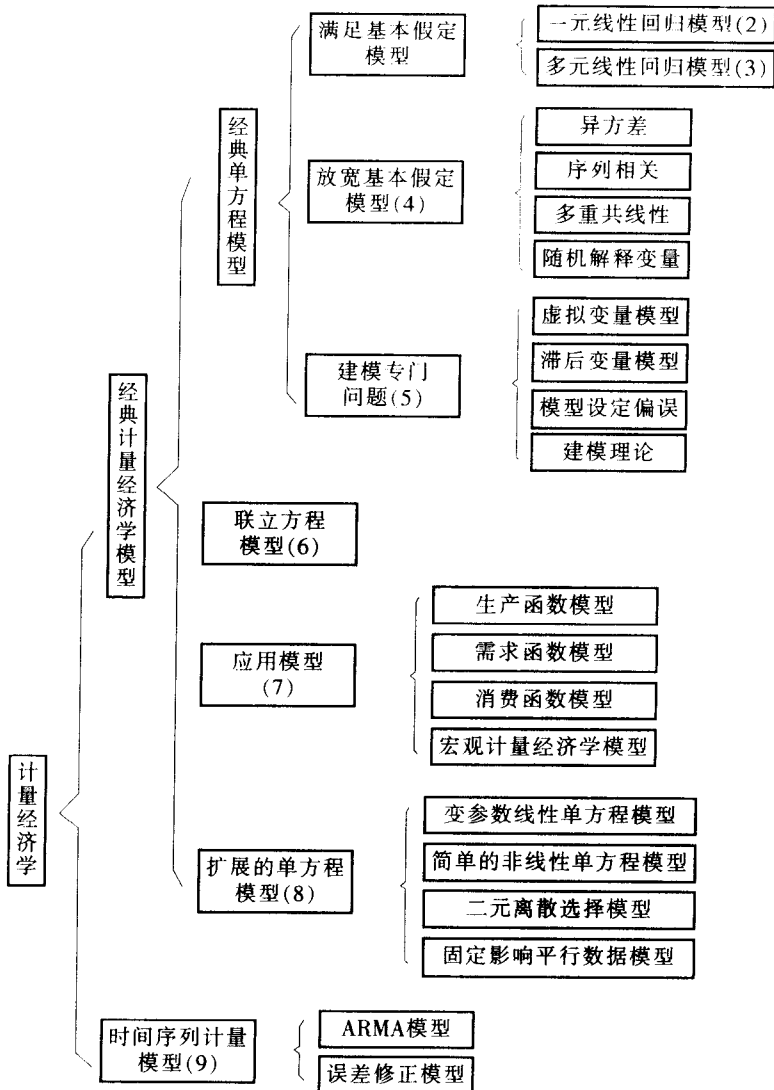 计量经济学
经典计量经济学模型
经典单方程模型
满足基本假定
模型
一元线性回归模型(2)
多元线性回归模型(3)
放宽基本假定
模型(4)
异方差
序列相关
多重共线性
随机解释变量
建模专门
问题(5)
虚拟变量模型
滞后变量模型
模型设定偏误
建模理论
联立方程
模型(6)
应用模型
(7)
生产函数模型
需求函数模型
消费函数模型
宏观计量经济学模型
扩展的单方程
模型(8)
变参数线性单方程模型
简单的非线性单方程模型
二元离散选择模型
固定影响平行数据模型
时间序列计量
模型(9)
ARMA模型
误差修正模型